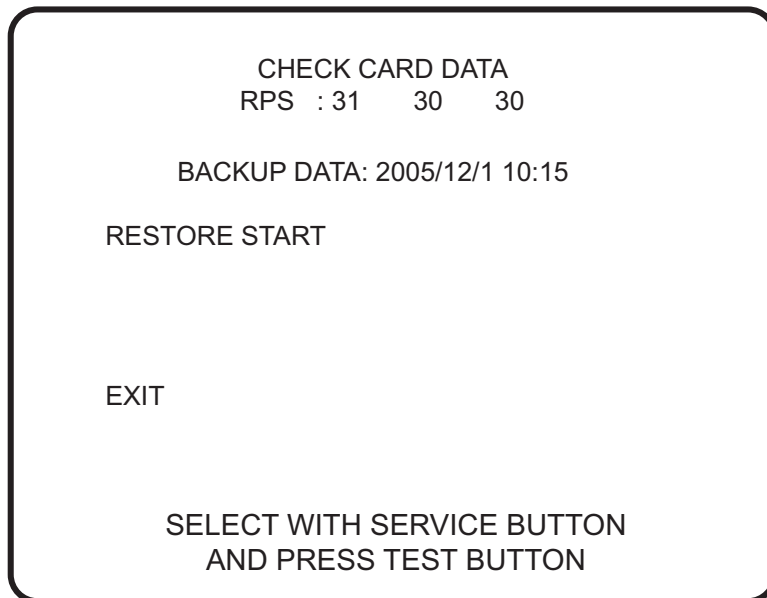 CHECK CARD DATA
RPS : 31 30 30
BACKUP DATA: 2005/12/1 10:15
RESTORE START
EXIT
SELECT WITH SERVICE BUTTON
AND PRESS TEST BUTTON